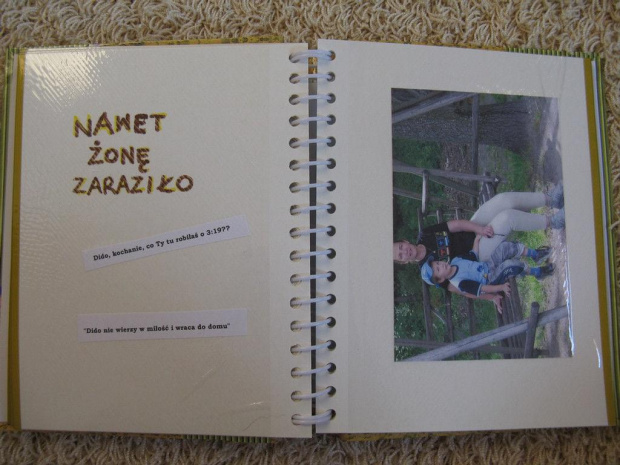 NAWET
ŻONĘ
ZARAZIŁO
Dido, kochanie, co Ty tu robiłaś o 3:19??
"Dido nie wierzy w miłość i wraca do domu"